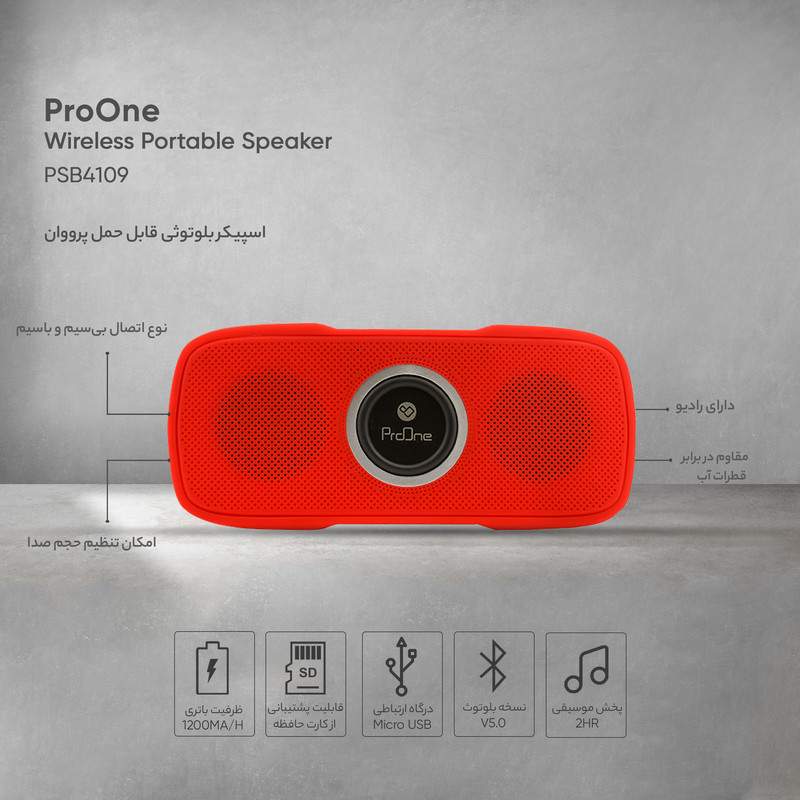 ProOne
Wireless Portable Speaker
PSB4109
اسپیکر بلوتوثی قابل حمل پرووان
نوع اتصال بی‌سیم و باسیم
دارای رادیو
مقاوم در برابر
قطرات آب
امکان تنظیم حجم صدا
ProOne
ظرفیت باتری
1200MA/H
SD
قابلیت پشتیبانی
از کارت حافظه
درگاه ارتباطی
Micro USB
نسخه بلوتوث
V5.0
پخش موسیقی
2HR